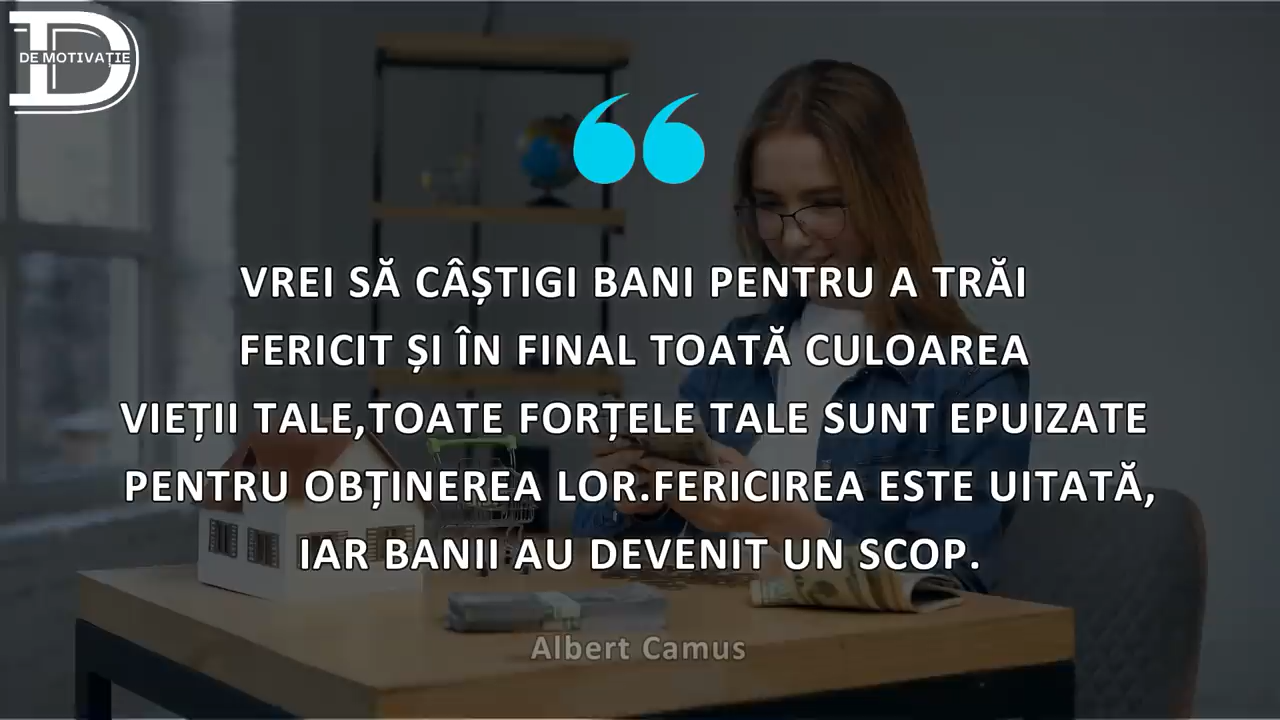 DE MOTIVAȚIE
VREI SĂ CÂȘTIGI BANI PENTRU A TRĂI
FERICIT ȘI ÎN FINAL TOATĂ CULOAREA
VIEȚII TALE,TOATE FORȚELE TALE SUNT EPUIZATE
PENTRU OBȚINEREA LOR.FERICIREA ESTE UITATĂ,
IAR BANII AU DEVENIT UN SCOP.
Albert Camus